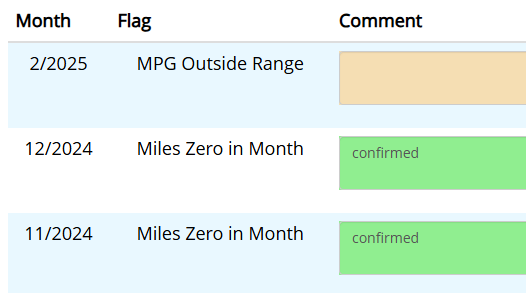 Month Flag Comment
2/2025 MPG Outside Range
12/2024 Miles Zero in Month confirmed
11/2024 Miles Zero in Month confirmed